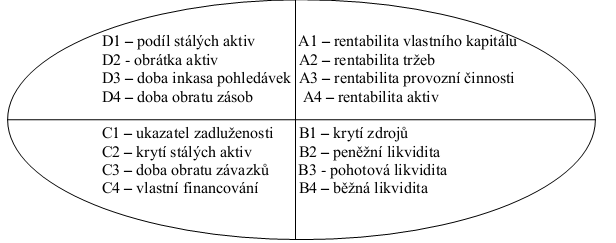 D1 – podíl stálých aktiv
D2 - obrátka aktiv
D3 – doba inkasa pohledávek
D4 – doba obratu zásob
A1 – rentabilita vlastního kapitálu
A2 – rentabilita tržeb
A3 – rentabilita provozní činnosti
A4 – rentabilita aktiv
C1 – ukazatel zadluženosti
C2 – krytí stálých aktiv
C3 – doba obratu závazků
C4 – vlastní financování
B1 – krytí zdrojů
B2 – peněžní likvidita
B3 - pohotová likvidita
B4 – běžná likvidita